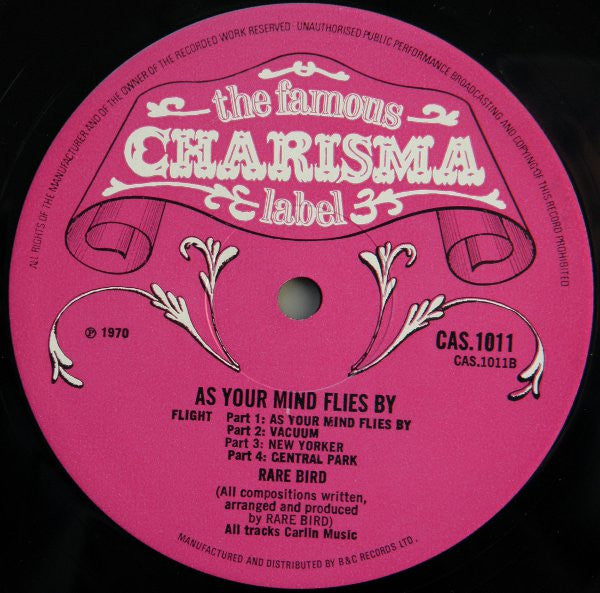 ALL RIGHTS OF THE MANUFACTURER AND OF THE OWNER OF THE RECORDED WORK RESERVED · UNAUTHORISED PUBLIC PERFORMANCE BROADCASTING AND COPYING OF THIS RECORD PROHIBITED
the famous
CHARISMA
label
℗ 1970
CAS.1011
CAS.1011B
AS YOUR MIND FLIES BY
FLIGHT Part 1: AS YOUR MIND FLIES BY
Part 2: VACUUM
Part 3: NEW YORKER
Part 4: CENTRAL PARK
RARE BIRD
(All compositions written,
arranged and produced
by RARE BIRD)
All tracks Carlin Music
MANUFACTURED AND DISTRIBUTED BY B&C RECORDS LTD.